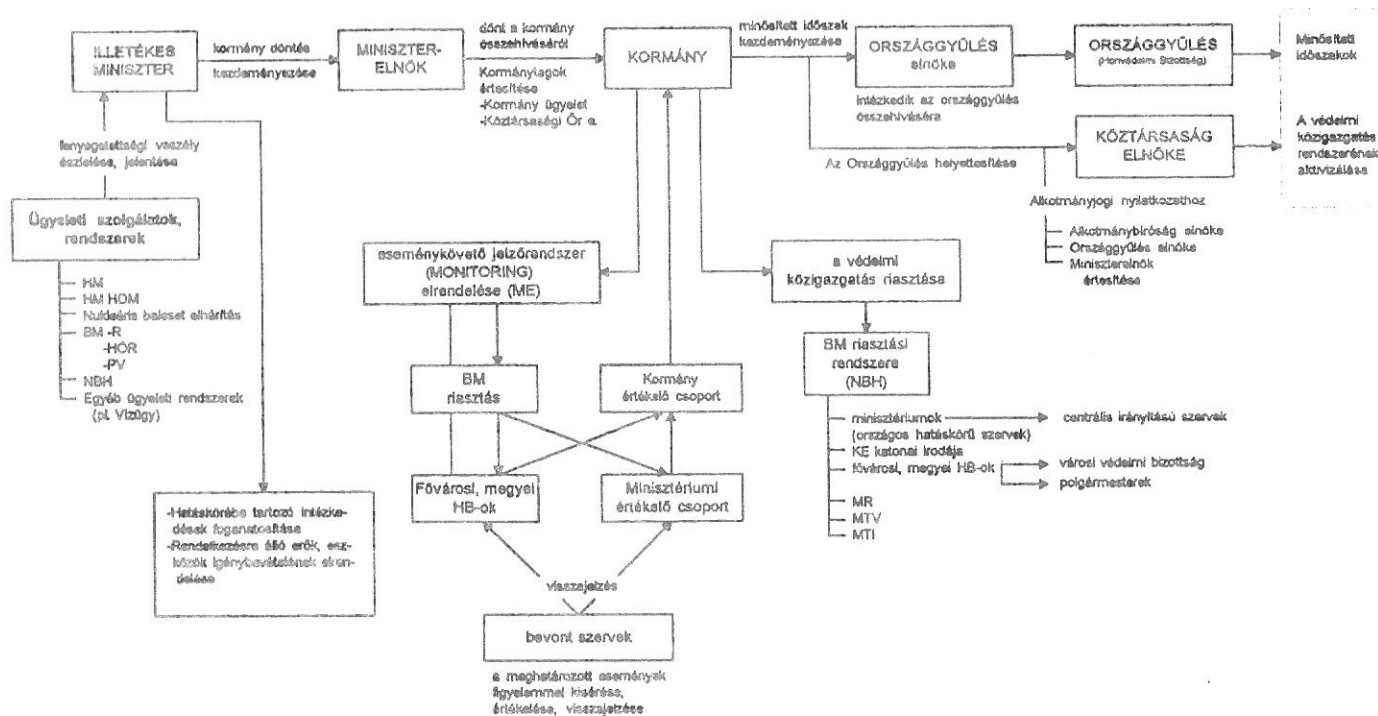 ILLETÉKES
MINISZTER
kormány döntés
kezdeményezése
MINISZTER-
ELNÖK
dönt a kormány
összehívásáról
Kormánytagok
értesítése
-Kormány ügyelet
-Köztársasági Őr e.
KORMÁNY
minősített időszak
kezdeményezése
ORSZÁGGYŰLÉS
elnöke
Intézkedik az országgyűlés
összehívására
ORSZÁGGYŰLÉS
(Honvédelmi Bizottság)
Minősített
időszakok
Az Országgyűlés helyettesítése
KÖZTÁRSASÁG
ELNÖKE
A védelmi
közigazgatás
rendszerének
aktivizálása
Alkotmányjogi nyilatkozathoz
Alkotmánybíróság elnöke
Országgyűlés elnöke
Miniszterelnök
értesítése
fenyegetettségi veszély
észlelése, jelentése
Ügyeleti szolgálatok,
rendszerek
HM
HM HDM
Nukleáris baleset elhárítás
BM -R
-HŐR
-PV
NBH
Egyéb ügyeleti rendszerek
(pl. Vízügy)
-Hatáskörébe tartozó intézke-
dések foganatosítása
-Rendelkezésre álló erők, esz-
közök igénybevételének elren-
delése
eseménykövető jelzőrendszer
(MONITORING)
elrendelése (ME)
BM
riasztás
Kormány
értékelő csoport
Fővárosi, megyei
HB-ok
Minisztériumi
értékelő csoport
visszajelzés
bevont szervek
a meghatározott események
figyelemmel kísérése,
értékelése, visszajelzése
a védelmi
közigazgatás riasztása
BM riasztási
rendszere
(NBH)
minisztériumok
(országos hatáskörű szervek)
centrális irányítású szervek
KE katonai irodája
fővárosi, megyei HB-ok
városi védelmi bizottság
polgármesterek
MR
MTV
MTI